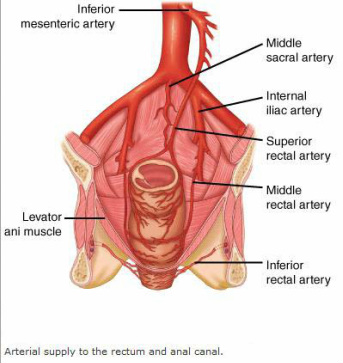 Inferior
mesenteric artery
Middle
sacral artery
Internal
iliac artery
Superior
rectal artery
Middle
rectal artery
Levator
ani muscle
Inferior
rectal artery
Arterial supply to the rectum and anal canal.